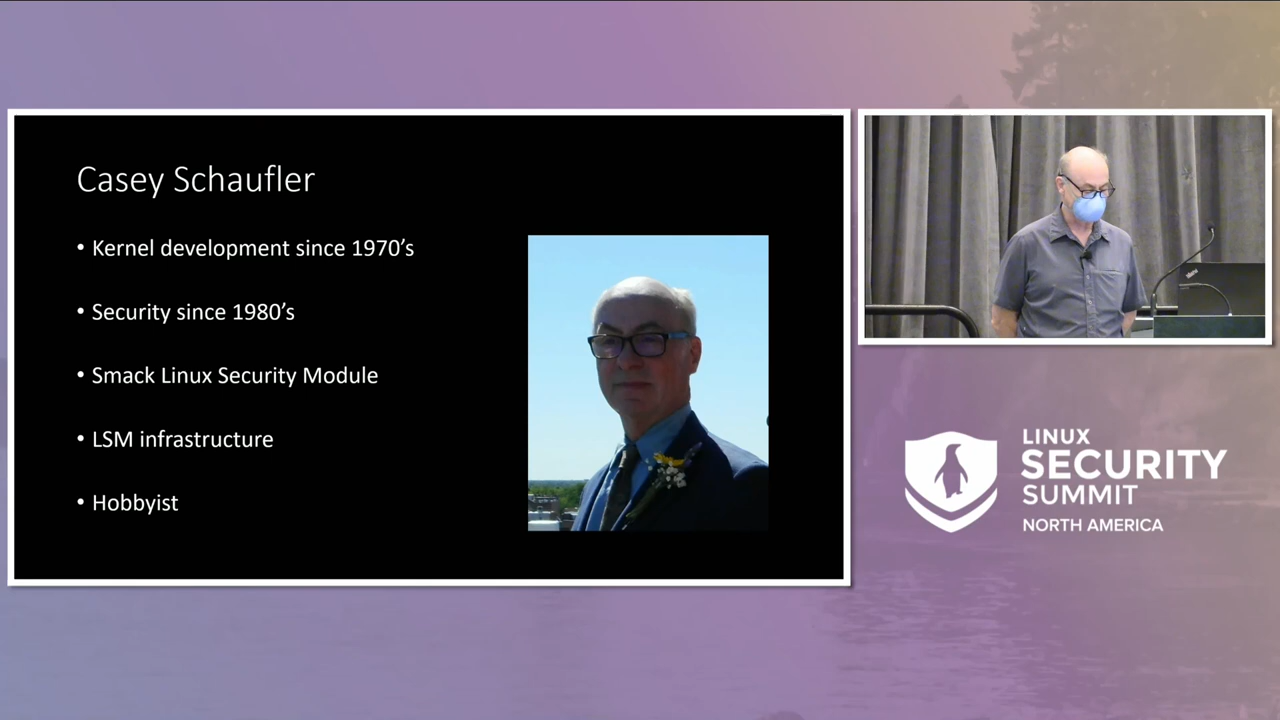 Casey Schaufler
• Kernel development since 1970’s
• Security since 1980’s
• Smack Linux Security Module
• LSM infrastructure
• Hobbyist
LINUX
SECURITY
SUMMIT
NORTH AMERICA